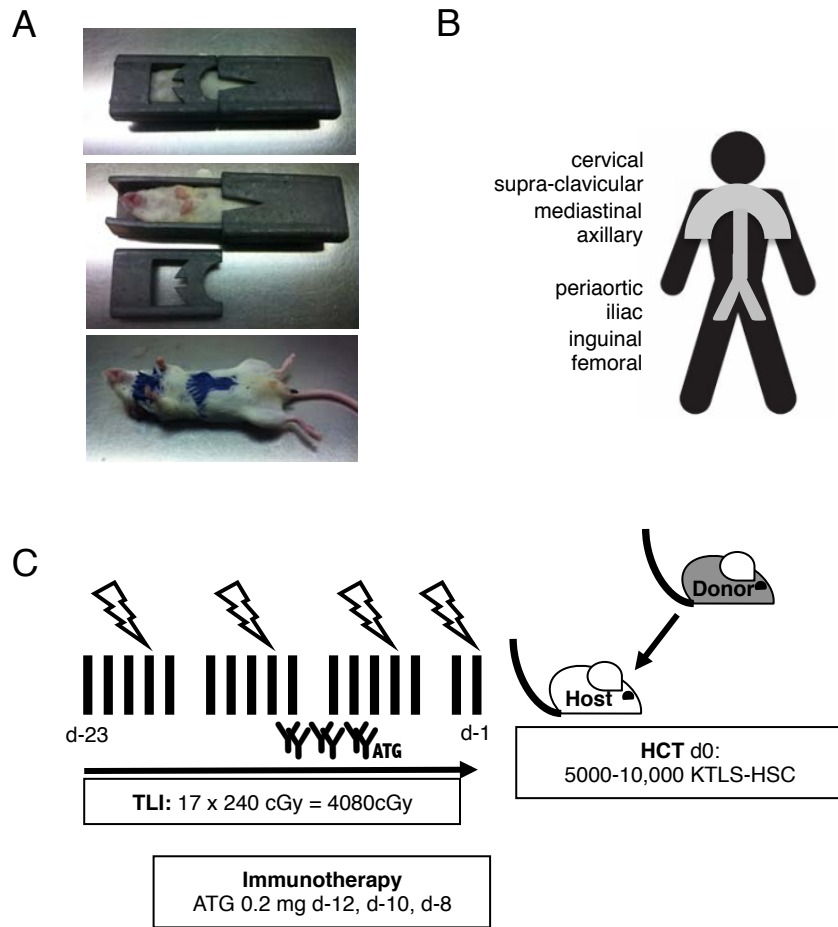 A
B
cervical
supra-clavicular
mediastinal
axillary
periaortic
iliac
inguinal
femoral
C
Donor
Host
d-23
d-1
ATG
TLI: 17 x 240 cGy = 4080cGy
HCT d0:
5000-10,000 KTLS-HSC
Immunotherapy
ATG 0.2 mg d-12, d-10, d-8